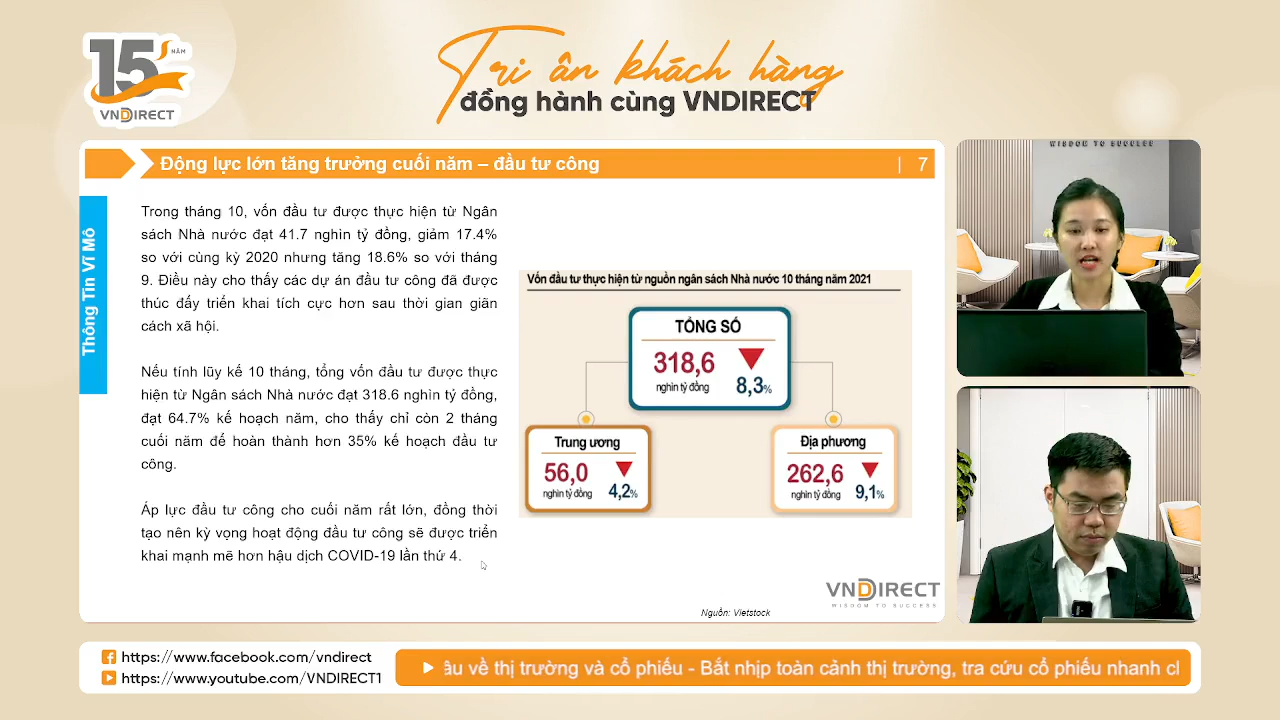 15 NĂM
VNDIRECT
Tri ân khách hàng
đồng hành cùng VNDIRECT
Động lực lớn tăng trưởng cuối năm – đầu tư công | 7
Thông Tin Vĩ Mô
Trong tháng 10, vốn đầu tư được thực hiện từ Ngân
sách Nhà nước đạt 41.7 nghìn tỷ đồng, giảm 17.4%
so với cùng kỳ 2020 nhưng tăng 18.6% so với tháng
9. Điều này cho thấy các dự án đầu tư công đã được
thúc đẩy triển khai tích cực hơn sau thời gian giãn
cách xã hội.
Nếu tính lũy kế 10 tháng, tổng vốn đầu tư được thực
hiện từ Ngân sách Nhà nước đạt 318.6 nghìn tỷ đồng,
đạt 64.7% kế hoạch năm, cho thấy chỉ còn 2 tháng
cuối năm để hoàn thành hơn 35% kế hoạch đầu tư
công.
Áp lực đầu tư công cho cuối năm rất lớn, đồng thời
tạo nên kỳ vọng hoạt động đầu tư công sẽ được triển
khai mạnh mẽ hơn hậu dịch COVID-19 lần thứ 4.
Vốn đầu tư thực hiện từ nguồn ngân sách Nhà nước 10 tháng năm 2021
TỔNG SỐ
318,6
nghìn tỷ đồng
8,3%
Trung ương
56,0
nghìn tỷ đồng
4,2%
Địa phương
262,6
nghìn tỷ đồng
9,1%
VNDIRECT
WISDOM TO SUCCESS
Nguồn: Vietstock
WISDOM TO SUCCESS
https://www.facebook.com/vndirect
https://www.youtube.com/VNDIRECT1
về thị trường và cổ phiếu - Bắt nhịp toàn cảnh thị trường, tra cứu cổ phiếu nhanh